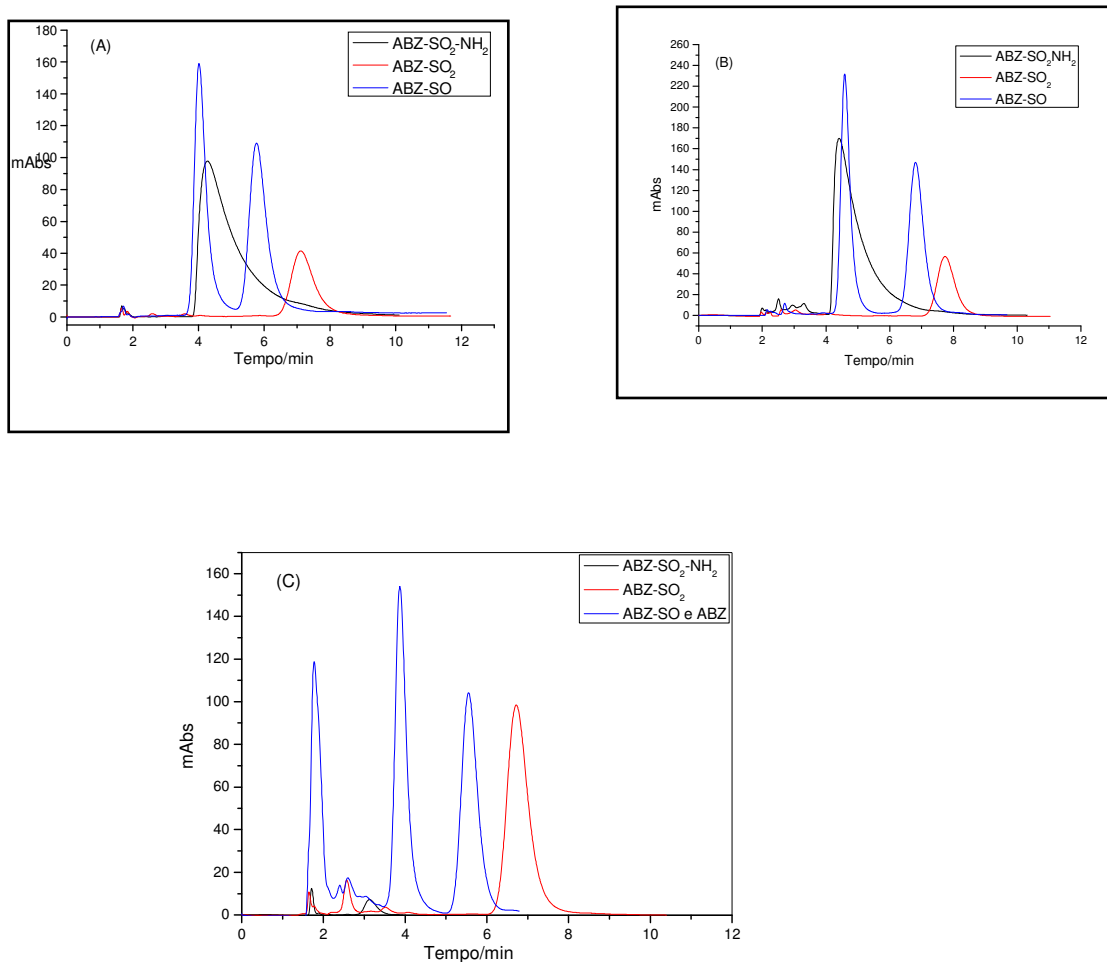 (A)
ABZ-SO₂-NH₂
ABZ-SO₂
ABZ-SO
180
160
140
120
100
80
60
40
20
0
mAbs
0 2 4 6 8 10 12
Tempo/min
(B)
ABZ-SO₂NH₂
ABZ-SO₂
ABZ-SO
260
240
220
200
180
160
140
120
100
80
60
40
20
0
mAbs
0 2 4 6 8 10 12
Tempo/min
(C)
ABZ-SO₂-NH₂
ABZ-SO₂
ABZ-SO e ABZ
160
140
120
100
80
60
40
20
0
mAbs
0 2 4 6 8 10 12
Tempo/min